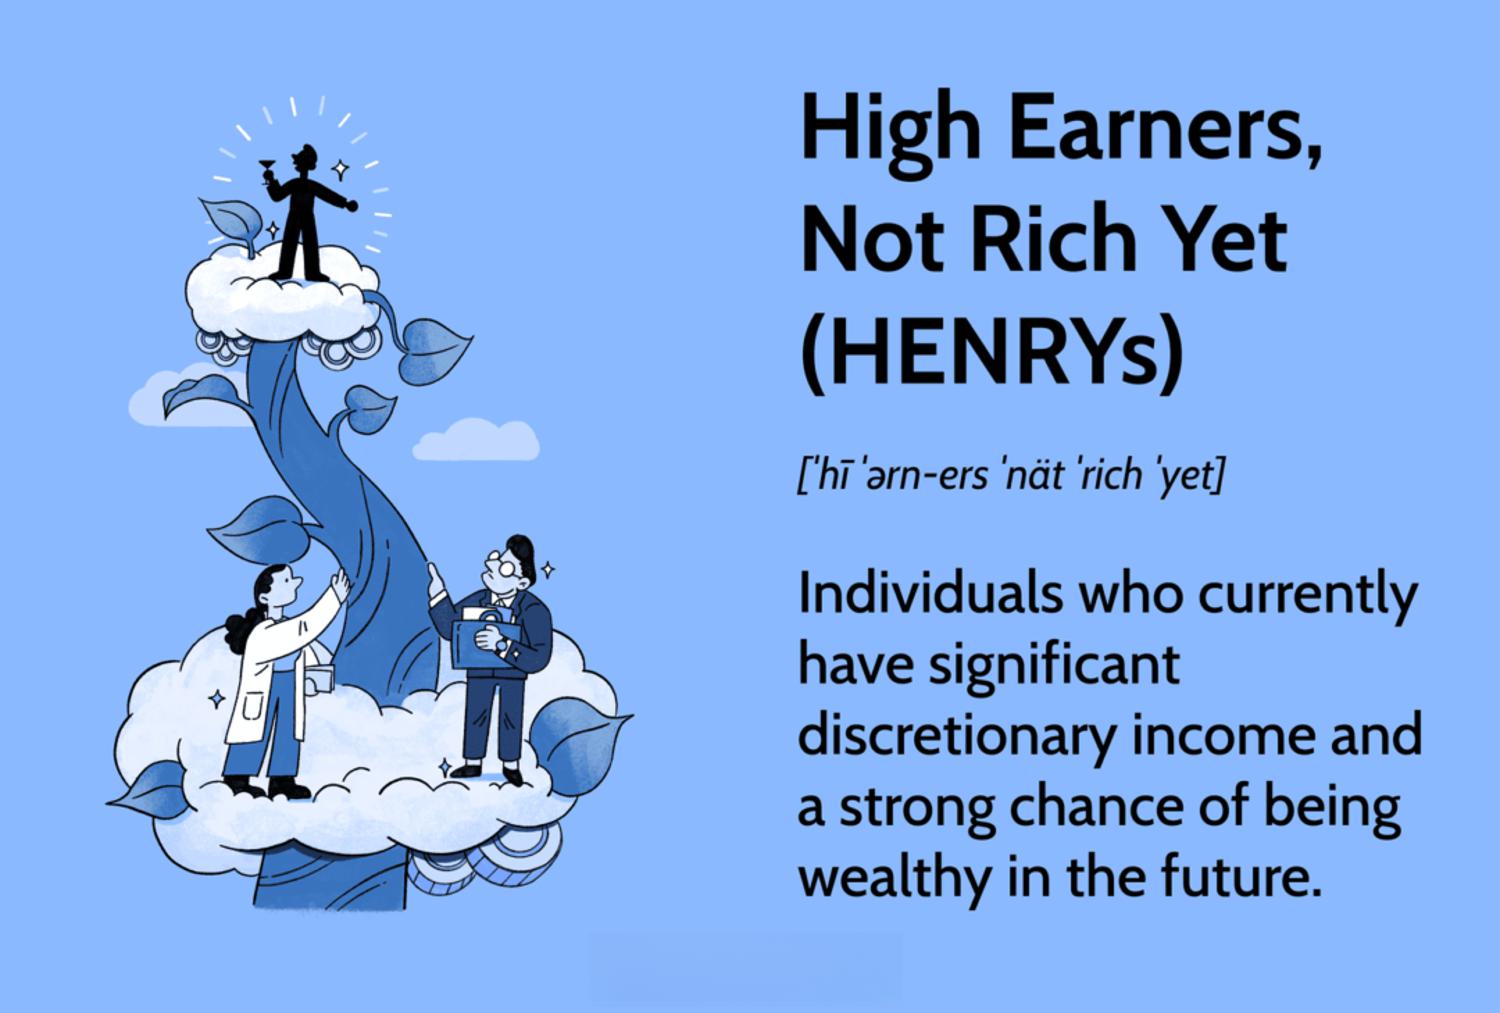 High Earners,
Not Rich Yet
(HENRYs)
[ˈhī ˈərn-ers ˈnät ˈrich ˈyet]
Individuals who currently
have significant
discretionary income and
a strong chance of being
wealthy in the future.